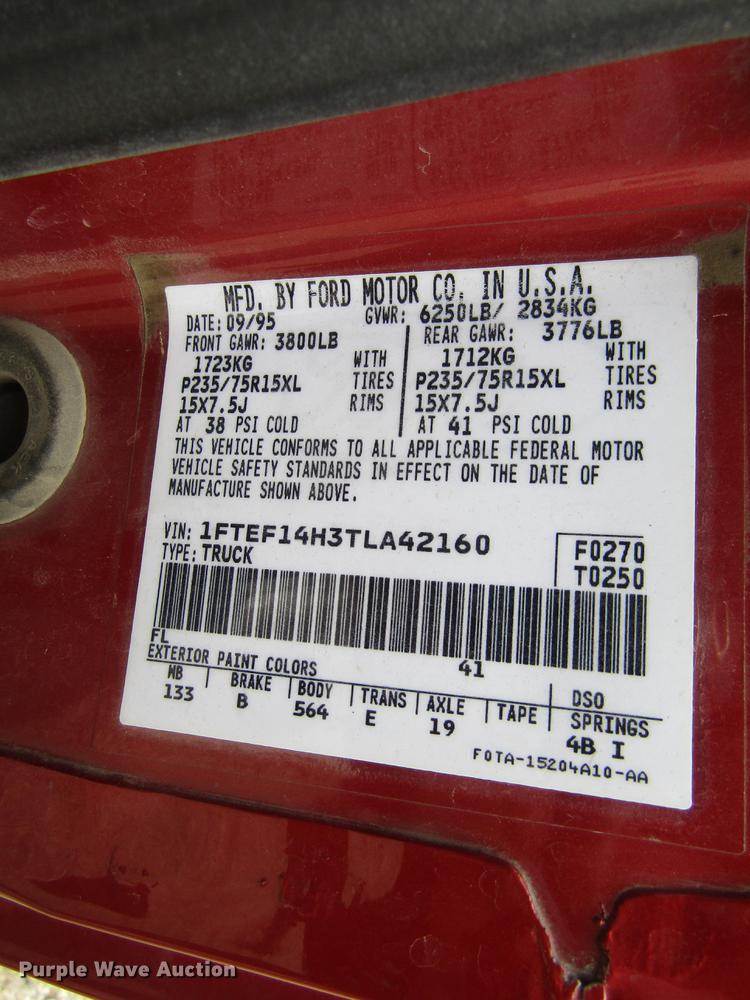 MFD. BY FORD MOTOR CO. IN U.S.A.
DATE: 09/95 GVWR: 6250LB/ 2834KG
FRONT GAWR: 3800LB REAR GAWR: 3776LB
1723KG WITH 1712KG WITH
P235/75R15XL TIRES P235/75R15XL TIRES
15X7.5J RIMS 15X7.5J RIMS
AT 38 PSI COLD AT 41 PSI COLD
THIS VEHICLE CONFORMS TO ALL APPLICABLE FEDERAL MOTOR
VEHICLE SAFETY STANDARDS IN EFFECT ON THE DATE OF
MANUFACTURE SHOWN ABOVE.
VIN: 1FTEF14H3TLA42160 F0270
TYPE: TRUCK T0250
FL 41
EXTERIOR PAINT COLORS DSO
WB BRAKE BODY TRANS AXLE TAPE SPRINGS
133 B 564 E 19 4B I
F0TA-15204A10-AA
Purple Wave Auction